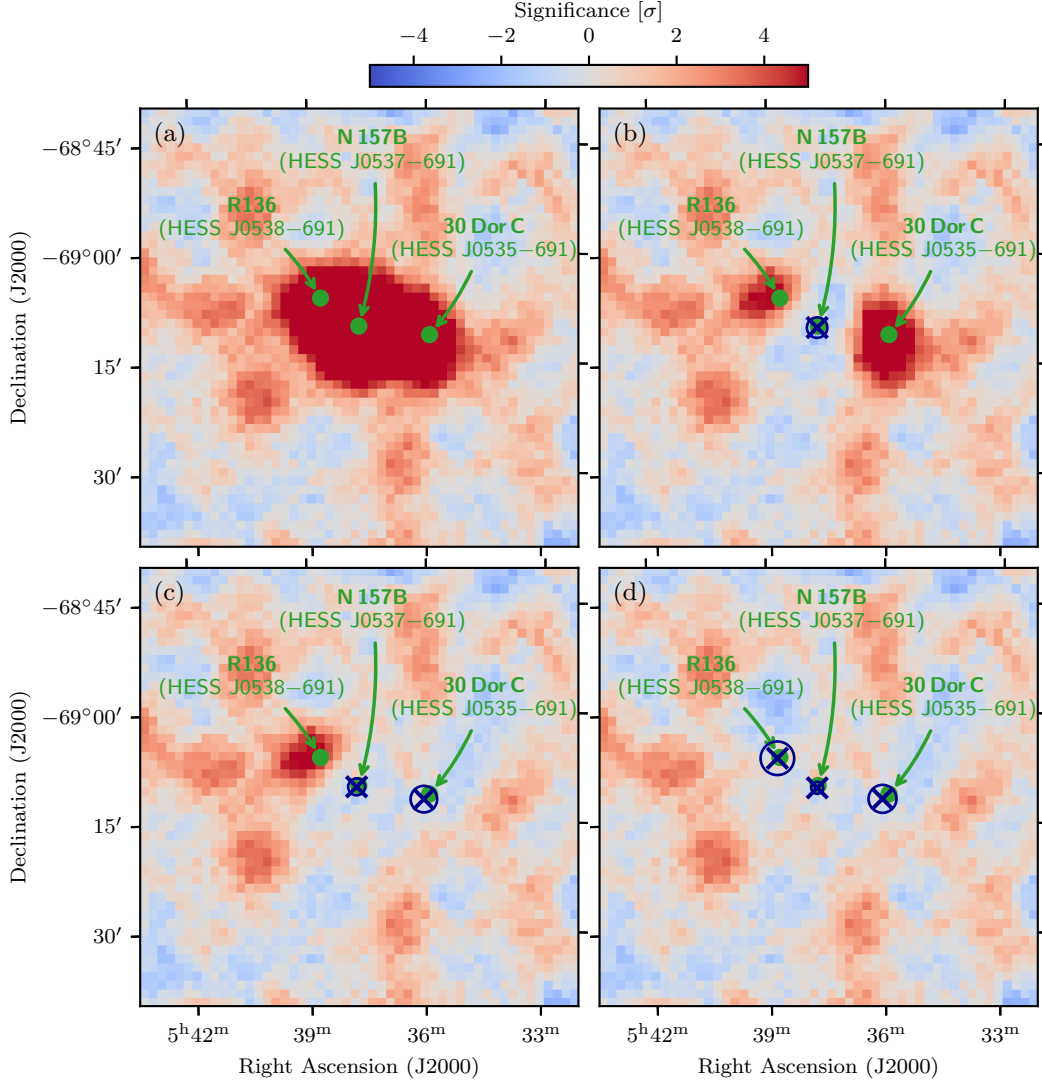 Significance [σ]
−4 −2 0 2 4
(a)
N 157B
(HESS J0537−691)
R136
(HESS J0538−691)
30 Dor C
(HESS J0535−691)
(b)
N 157B
(HESS J0537−691)
R136
(HESS J0538−691)
30 Dor C
(HESS J0535−691)
−68°45′
−69°00′
15′
30′
Declination (J2000)
(c)
N 157B
(HESS J0537−691)
R136
(HESS J0538−691)
30 Dor C
(HESS J0535−691)
(d)
N 157B
(HESS J0537−691)
R136
(HESS J0538−691)
30 Dor C
(HESS J0535−691)
−68°45′
−69°00′
15′
30′
Declination (J2000)
5ʰ42ᵐ 39ᵐ 36ᵐ 33ᵐ
Right Ascension (J2000)
5ʰ42ᵐ 39ᵐ 36ᵐ 33ᵐ
Right Ascension (J2000)